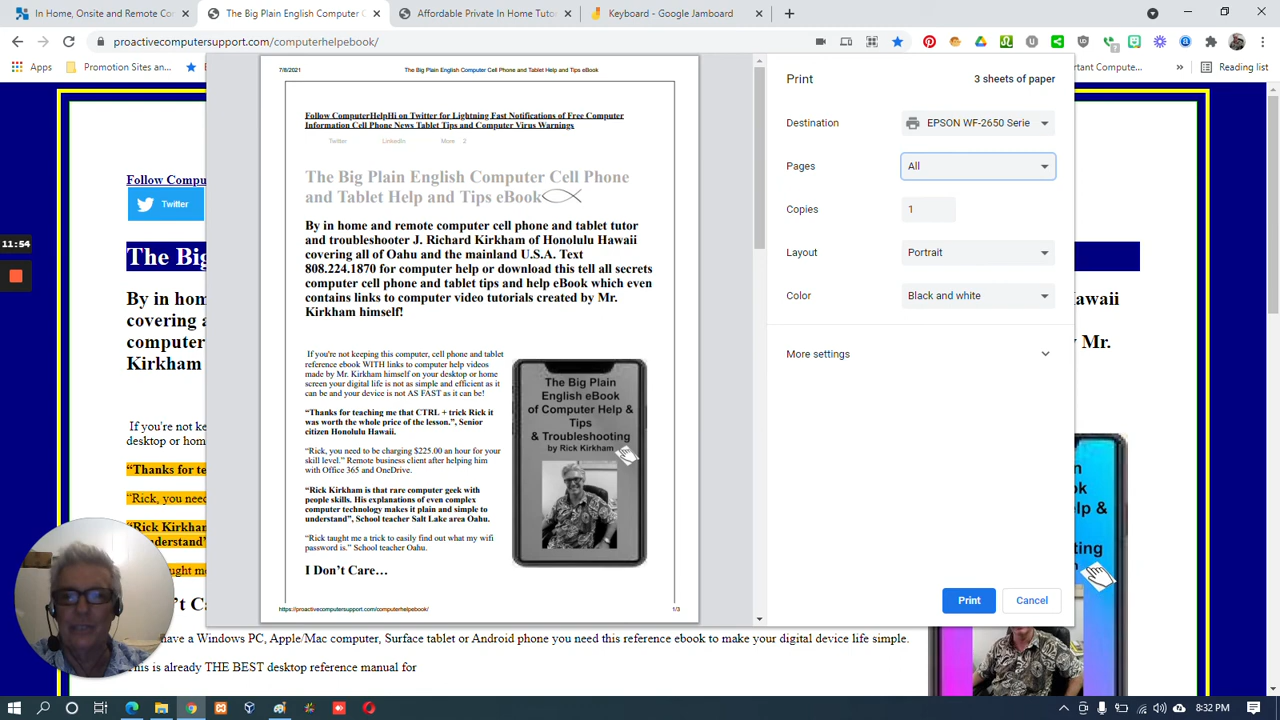 In Home, Onsite and Remote Co
The Big Plain English Computer C
Affordable Private In Home Tuto
Keyboard - Google Jamboard
proactivecomputersupport.com/computerhelpebook/
Apps
Promotion Sites an...
ortant Compute...
»
Reading list
7/8/2021
The Big Plain English Computer Cell Phone and Tablet Help and Tips eBook
Follow ComputerHelpHi on Twitter for Lightning Fast Notifications of Free Computer
Information Cell Phone News Tablet Tips and Computer Virus Warnings
Twitter
LinkedIn
More 2
The Big Plain English Computer Cell Phone
and Tablet Help and Tips eBook
By in home and remote computer cell phone and tablet tutor
and troubleshooter J. Richard Kirkham of Honolulu Hawaii
covering all of Oahu and the mainland U.S.A. Text
808.224.1870 for computer help or download this tell all secrets
computer cell phone and tablet tips and help eBook which even
contains links to computer video tutorials created by Mr.
Kirkham himself!
If you're not keeping this computer, cell phone and tablet
reference ebook WITH links to computer help videos
made by Mr. Kirkham himself on your desktop or home
screen your digital life is not as simple and efficient as it
can be and your device is not AS FAST as it can be!
“Thanks for teaching me that CTRL + trick Rick it
was worth the whole price of the lesson.”, Senior
citizen Honolulu Hawaii.
“Rick, you need to be charging $225.00 an hour for your
skill level.” Remote business client after helping him
with Office 365 and OneDrive.
“Rick Kirkham is that rare computer geek with
people skills. His explanations of even complex
computer technology makes it plain and simple to
understand”, School teacher Salt Lake area Oahu.
“Rick taught me a trick to easily find out what my wifi
password is.” School teacher Oahu.
I Don’t Care…
The Big Plain
English eBook
of Computer Help &
Tips
& Troubleshooting
by Rick Kirkham
https://proactivecomputersupport.com/computerhelpebook/
1/3
Print
3 sheets of paper
Destination
EPSON WF-2650 Serie
Pages
All
Copies
1
Layout
Portrait
Color
Black and white
More settings
Print
Cancel
Follow Compu
Twitter
The Big
By in hom
covering a
computer
Kirkham
awaii
Mr.
If you're not ke
desktop or hom
“Thanks for te
“Rick, you need
“Rick Kirkham
nderstand”
ught me
't Ca
have a Windows PC, Apple/Mac computer, Surface tablet or Android phone you need this reference ebook to make your digital device life simple.
his is already THE BEST desktop reference manual for
n
ok
elp &
ting
m
11:54
8:32 PM